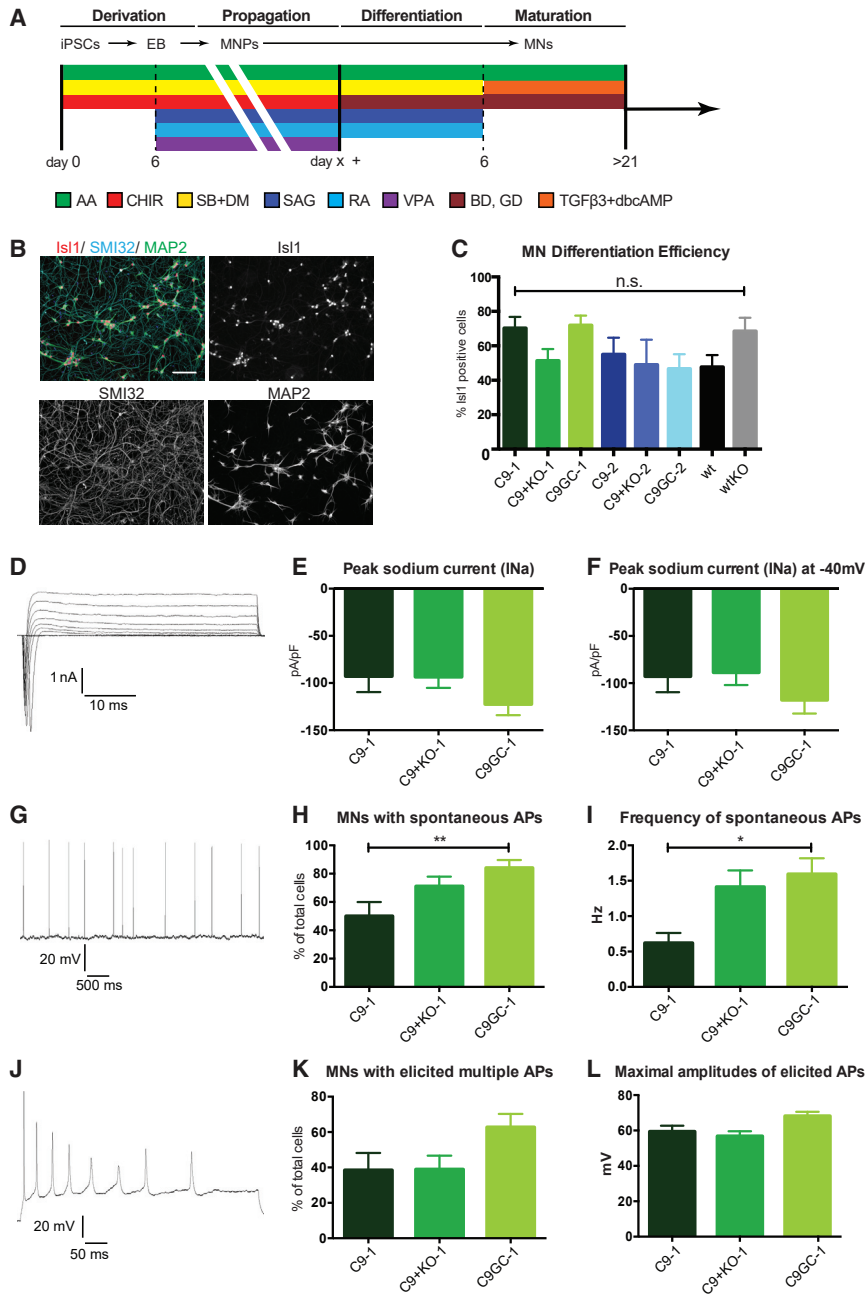 A
Derivation Propagation Differentiation Maturation
iPSCs EB MNPs MNs
day 0 6 day x + 6 >21
AA CHIR SB+DM SAG RA VPA BD, GD TGFβ3+dbcAMP
B
Isl1/ SMI32/ MAP2
Isl1
SMI32
MAP2
C
MN Differentiation Efficiency
n.s.
% Isl1 positive cells
80
60
40
20
0
C9-1
C9+KO-1
C9GC-1
C9-2
C9+KO-2
C9GC-2
wt
wtKO
D
1 nA
10 ms
E
Peak sodium current (INa)
pA/pF
0
-50
-100
-150
C9-1
C9+KO-1
C9GC-1
F
Peak sodium current (INa) at -40mV
pA/pF
0
-50
-100
-150
C9-1
C9+KO-1
C9GC-1
G
20 mV
500 ms
H
MNs with spontaneous APs
**
% of total cells
100
80
60
40
20
0
C9-1
C9+KO-1
C9GC-1
I
Frequency of spontaneous APs
*
Hz
2.0
1.5
1.0
0.5
0.0
C9-1
C9+KO-1
C9GC-1
J
20 mV
50 ms
K
MNs with elicited multiple APs
% of total cells
80
60
40
20
0
C9-1
C9+KO-1
C9GC-1
L
Maximal amplitudes of elicited APs
mV
80
60
40
20
0
C9-1
C9+KO-1
C9GC-1